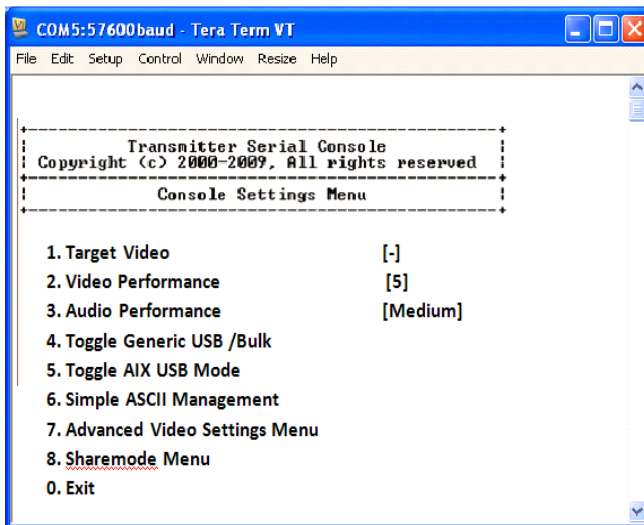 COM5:57600baud - Tera Term VT
File Edit Setup Control Window Resize Help
Transmitter Serial Console
Copyright (c) 2000-2009, All rights reserved
Console Settings Menu
1. Target Video [-]
2. Video Performance [5]
3. Audio Performance [Medium]
4. Toggle Generic USB /Bulk
5. Toggle AIX USB Mode
6. Simple ASCII Management
7. Advanced Video Settings Menu
8. Sharemode Menu
0. Exit